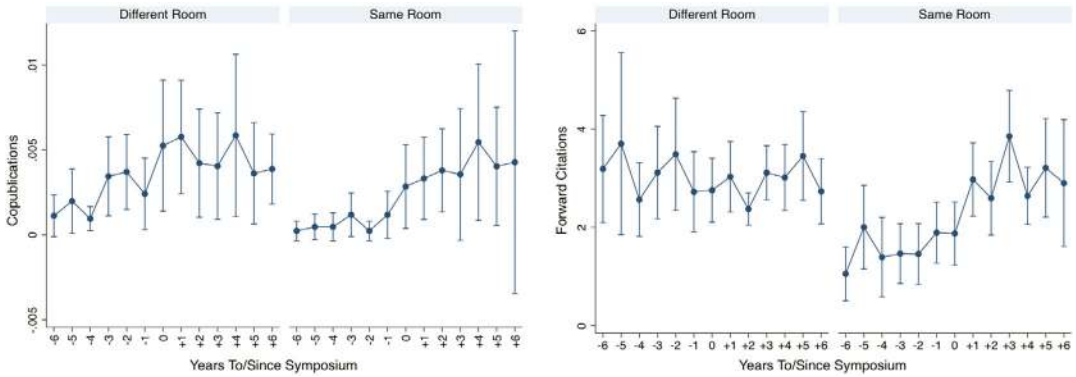 Different Room
Same Room
Copublications
.01
.005
0
-.005
-6 -5 -4 -3 -2 -1 0 +1 +2 +3 +4 +5 +6
-6 -5 -4 -3 -2 -1 0 +1 +2 +3 +4 +5 +6
Years To/Since Symposium
Different Room
Same Room
Forward Citations
6
4
2
0
-6 -5 -4 -3 -2 -1 0 +1 +2 +3 +4 +5 +6
-6 -5 -4 -3 -2 -1 0 +1 +2 +3 +4 +5 +6
Years To/Since Symposium